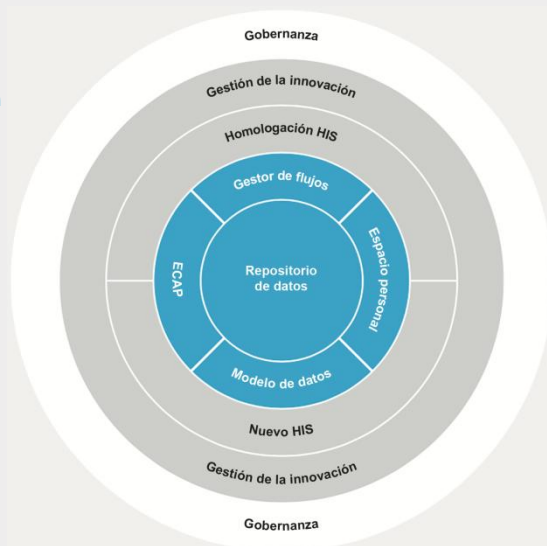 Gobernanza
Gestión de la innovación
Homologación HIS
Gestor de flujos
ECAP
Repositorio
de datos
Espacio personal
Modelo de datos
Nuevo HIS
Gestión de la innovación
Gobernanza